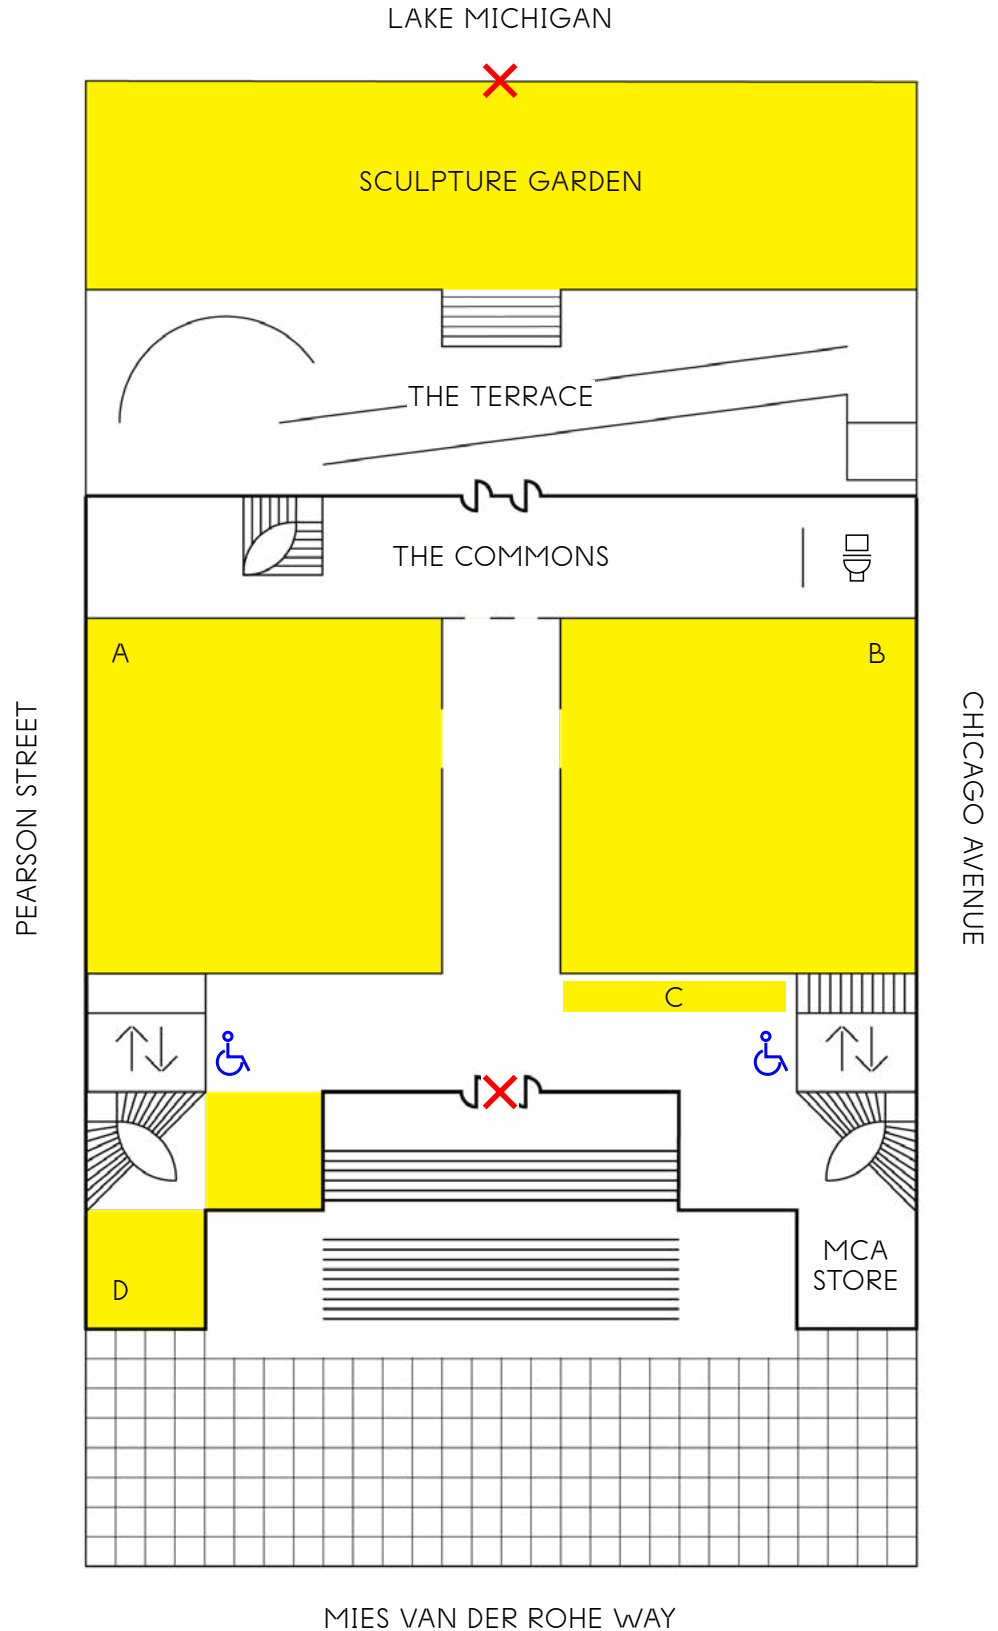 LAKE MICHIGAN
SCULPTURE GARDEN
THE TERRACE
THE COMMONS
A
B
PEARSON STREET
CHICAGO AVENUE
C
MCA
STORE
D
MIES VAN DER ROHE WAY